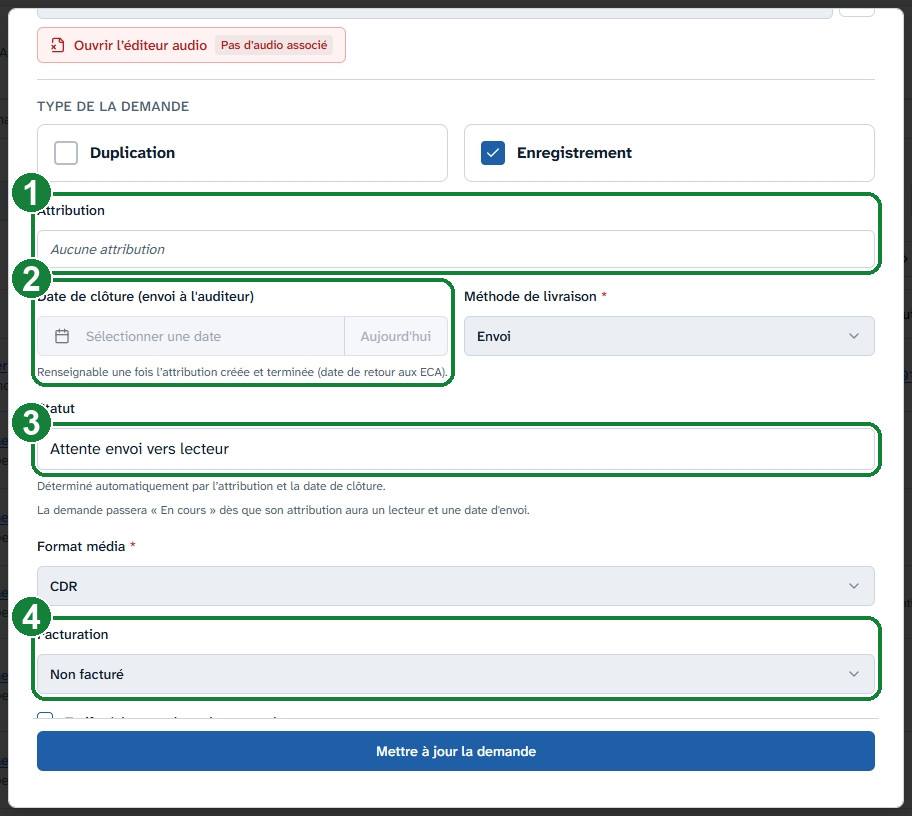 Ouvrir l'éditeur audio Pas d'audio associé
TYPE DE LA DEMANDE
Duplication
Enregistrement
1
Attribution
Aucune attribution
2
Date de clôture (envoi à l'auditeur)
Méthode de livraison *
Sélectionner une date
Aujourd'hui
Envoi
Renseignable une fois l'attribution créée et terminée (date de retour aux ECA).
3
Statut
Attente envoi vers lecteur
Déterminé automatiquement par l'attribution et la date de clôture.
La demande passera « En cours » dès que son attribution aura un lecteur et une date d'envoi.
Format média *
CDR
4
Facturation
Non facturé
Mettre à jour la demande